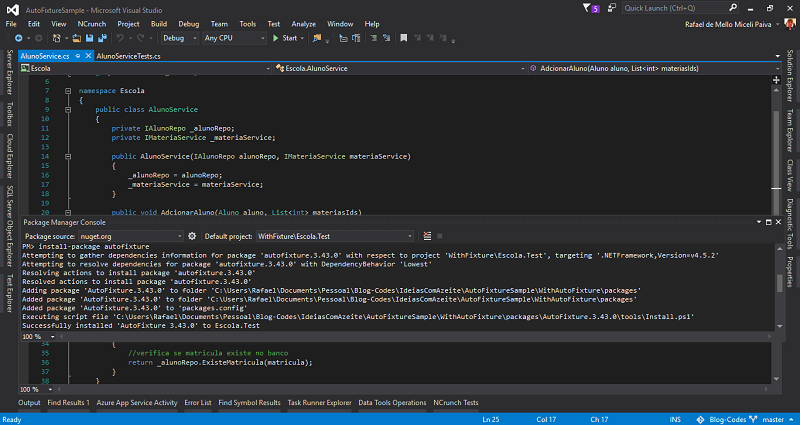 AutoFixtureSample - Microsoft Visual Studio
5
Quick Launch (Ctrl+Q)
File Edit View NCrunch Project Build Debug Team Tools Test Analyze Window Help
Rafael de Mello Miceli Paiva
Debug Any CPU Start
AlunoService.cs AlunoServiceTests.cs
Escola Escola.AlunoService AdcionarAluno(Aluno aluno, List<int> materiasIds)
6
7 namespace Escola
8 {
9 public class AlunoService
10 {
11 private IAlunoRepo _alunoRepo;
12 private IMateriaService _materiaService;
13
14 public AlunoService(IAlunoRepo alunoRepo, IMateriaService materiaService)
15 {
16 _alunoRepo = alunoRepo;
17 _materiaService = materiaService;
18 }
19
20 public void AdcionarAluno(Aluno aluno, List<int> materiasIds)
Package Manager Console
Package source: nuget.org Default project: WithFixture\Escola.Test
PM> install-package autofixture
Attempting to gather dependencies information for package 'autofixture.3.43.0' with respect to project 'WithFixture\Escola.Test', targeting '.NETFramework,Version=v4.5.2'
Attempting to resolve dependencies for package 'autofixture.3.43.0' with DependencyBehavior 'Lowest'
Resolving actions to install package 'autofixture.3.43.0'
Resolved actions to install package 'autofixture.3.43.0'
Adding package 'AutoFixture.3.43.0' to folder 'C:\Users\Rafael\Documents\Pessoal\Blog-Codes\IdeiasComAzeite\AutoFixtureSample\WithAutoFixture\packages'
Added package 'AutoFixture.3.43.0' to folder 'C:\Users\Rafael\Documents\Pessoal\Blog-Codes\IdeiasComAzeite\AutoFixtureSample\WithAutoFixture\packages'
Added package 'AutoFixture.3.43.0' to 'packages.config'
Executing script file 'C:\Users\Rafael\Documents\Pessoal\Blog-Codes\IdeiasComAzeite\AutoFixtureSample\WithAutoFixture\packages\AutoFixture.3.43.0\tools\Install.ps1'
Successfully installed 'AutoFixture 3.43.0' to Escola.Test
100 %
34 {
35 //verifica se matricula existe no banco
36 return _alunoRepo.ExisteMatricula(matricula);
37 }
38 }
100 %
Output Find Results 1 Azure App Service Activity Error List Find Symbol Results Task Runner Explorer Data Tools Operations NCrunch Tests
Ready Ln 25 Col 17 Ch 17 INS Blog-Codes master
Server Explorer
Toolbox
Cloud Explorer
SQL Server Object Explorer
Test Explorer
Solution Explorer
Team Explorer
Class View
Diagnostic Tools
Properties